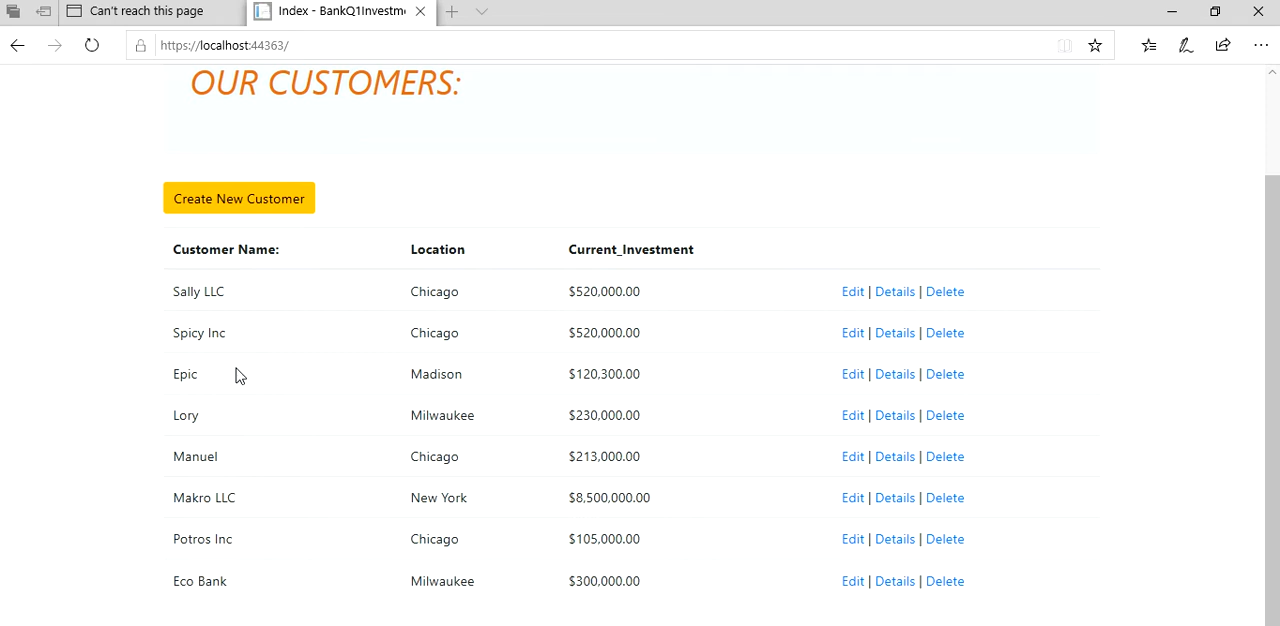 Can't reach this page
Index - BankQ1Investm
https://localhost:44363/
OUR CUSTOMERS:
Create New Customer
Customer Name: Location Current_Investment
Sally LLC Chicago $520,000.00 Edit | Details | Delete
Spicy Inc Chicago $520,000.00 Edit | Details | Delete
Epic Madison $120,300.00 Edit | Details | Delete
Lory Milwaukee $230,000.00 Edit | Details | Delete
Manuel Chicago $213,000.00 Edit | Details | Delete
Makro LLC New York $8,500,000.00 Edit | Details | Delete
Potros Inc Chicago $105,000.00 Edit | Details | Delete
Eco Bank Milwaukee $300,000.00 Edit | Details | Delete